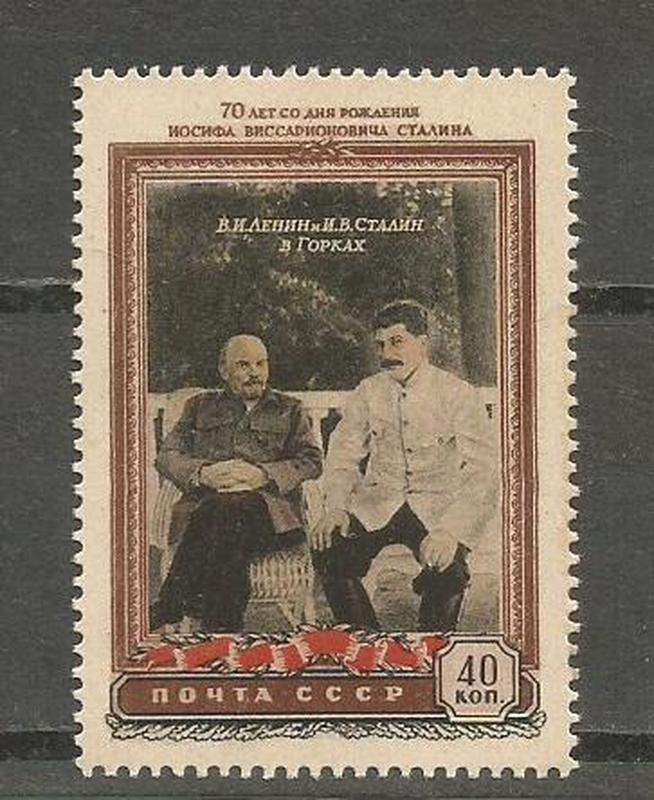 70 ЛЕТ СО ДНЯ РОЖДЕНИЯ
ИОСИФА ВИССАРИОНОВИЧА СТАЛИНА
В.И.ЛЕНИН и И.В.СТАЛИН
В ГОРКАХ
ПОЧТА СССР
40
КОП.